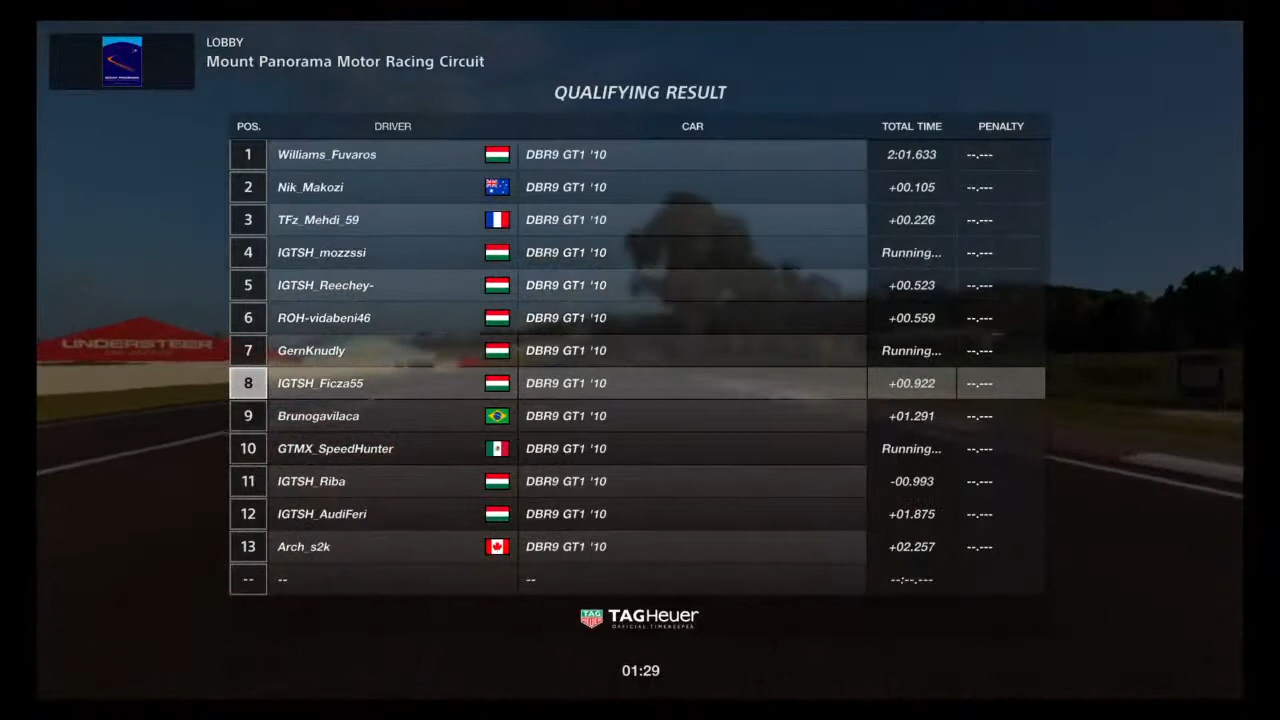 LOBBY
Mount Panorama Motor Racing Circuit
QUALIFYING RESULT
POS. DRIVER CAR TOTAL TIME PENALTY
1 Williams_Fuvaros DBR9 GT1 '10 2:01.633 --.---
2 Nik_Makozi DBR9 GT1 '10 +00.105 --.---
3 TFz_Mehdi_59 DBR9 GT1 '10 +00.226 --.---
4 IGTSH_mozzssi DBR9 GT1 '10 Running... --.---
5 IGTSH_Reechey- DBR9 GT1 '10 +00.523 --.---
6 ROH-vidabeni46 DBR9 GT1 '10 +00.559 --.---
7 GernKnudly DBR9 GT1 '10 Running... --.---
8 IGTSH_Ficza55 DBR9 GT1 '10 +00.922 --.---
9 Brunogavilaca DBR9 GT1 '10 +01.291 --.---
10 GTMX_SpeedHunter DBR9 GT1 '10 Running... --.---
11 IGTSH_Riba DBR9 GT1 '10 -00.993 --.---
12 IGTSH_AudiFeri DBR9 GT1 '10 +01.875 --.---
13 Arch_s2k DBR9 GT1 '10 +02.257 --.---
-- -- -- --:--.---
UNDERSTEER
TAG TAGHeuer
OFFICIAL TIMEKEEPER
01:29